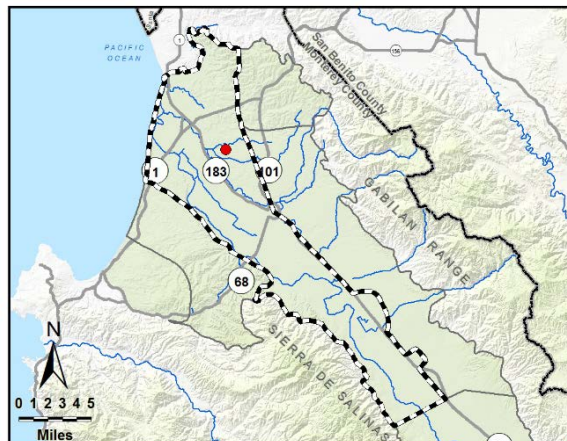 1
156
PACIFIC
OCEAN
San Benito County
Monterey County
1
183
101
GABILAN RANGE
68
SIERRA DE SALINAS
N
0 1 2 3 4 5
Miles